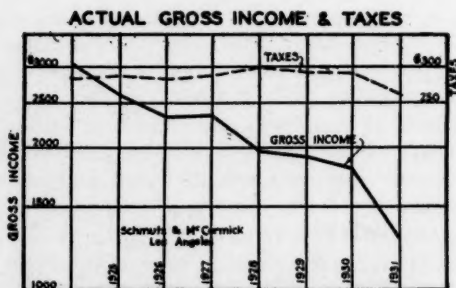 ACTUAL GROSS INCOME & TAXES
$3000
2500
2000
1500
1000
GROSS INCOME
TAXES
GROSS INCOME
Schmutz & McCormick
Los Angeles
$300
250
TAXES
1925
1926
1927
1928
1929
1930
1931